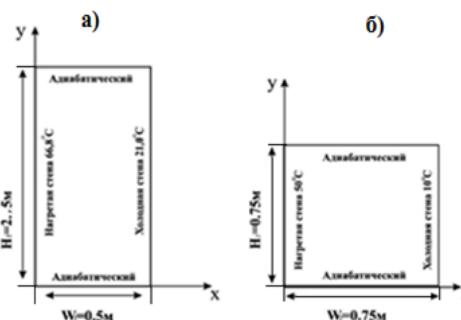 а)
y
Адиабатический
Нагретая стена 66,8°C
Холодная стена 21,0°C
H=2..5м
Адиабатический
x
W=0.5м
б)
y
Адиабатический
Нагретая стена 50°C
Холодная стена 10°C
H=0.75м
Адиабатический
W=0.75м